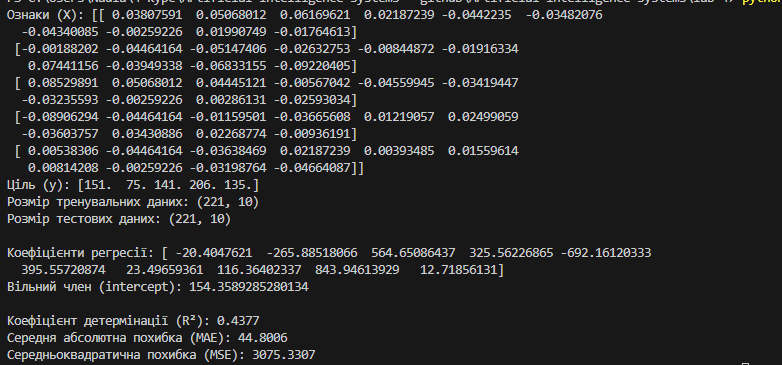 Ознаки (X): [[ 0.03807591  0.05068012  0.06169621  0.02187239 -0.0442235  -0.03482076
  -0.04340085 -0.00259226  0.01990749 -0.01764613]
 [-0.00188202 -0.04464164 -0.05147406 -0.02632753 -0.00844872 -0.01916334
   0.07441156 -0.03949338 -0.06833155 -0.09220405]
 [ 0.08529891  0.05068012  0.04445121 -0.00567042 -0.04559945 -0.03419447
  -0.03235593 -0.00259226  0.00286131 -0.02593034]
 [-0.08906294 -0.04464164 -0.01159501 -0.03665608  0.01219057  0.02499059
  -0.03603757  0.03430886  0.02268774 -0.00936191]
 [ 0.00538306 -0.04464164 -0.03638469  0.02187239  0.00393485  0.01559614
   0.00814208 -0.00259226 -0.03198764 -0.04664087]]
Ціль (y): [151.  75. 141. 206. 135.]
Розмір тренувальних даних: (221, 10)
Розмір тестових даних: (221, 10)
Коефіцієнти регресії: [ -20.4047621  -265.88518066  564.65086437  325.56226865 -692.16120333
  395.55720874   23.49659361  116.36402337  843.94613929   12.71856131]
Вільний член (intercept): 154.3589285280134
Коефіцієнт детермінації (R²): 0.4377
Середня абсолютна похибка (MAE): 44.8006
Середньоквадратична похибка (MSE): 3075.3307